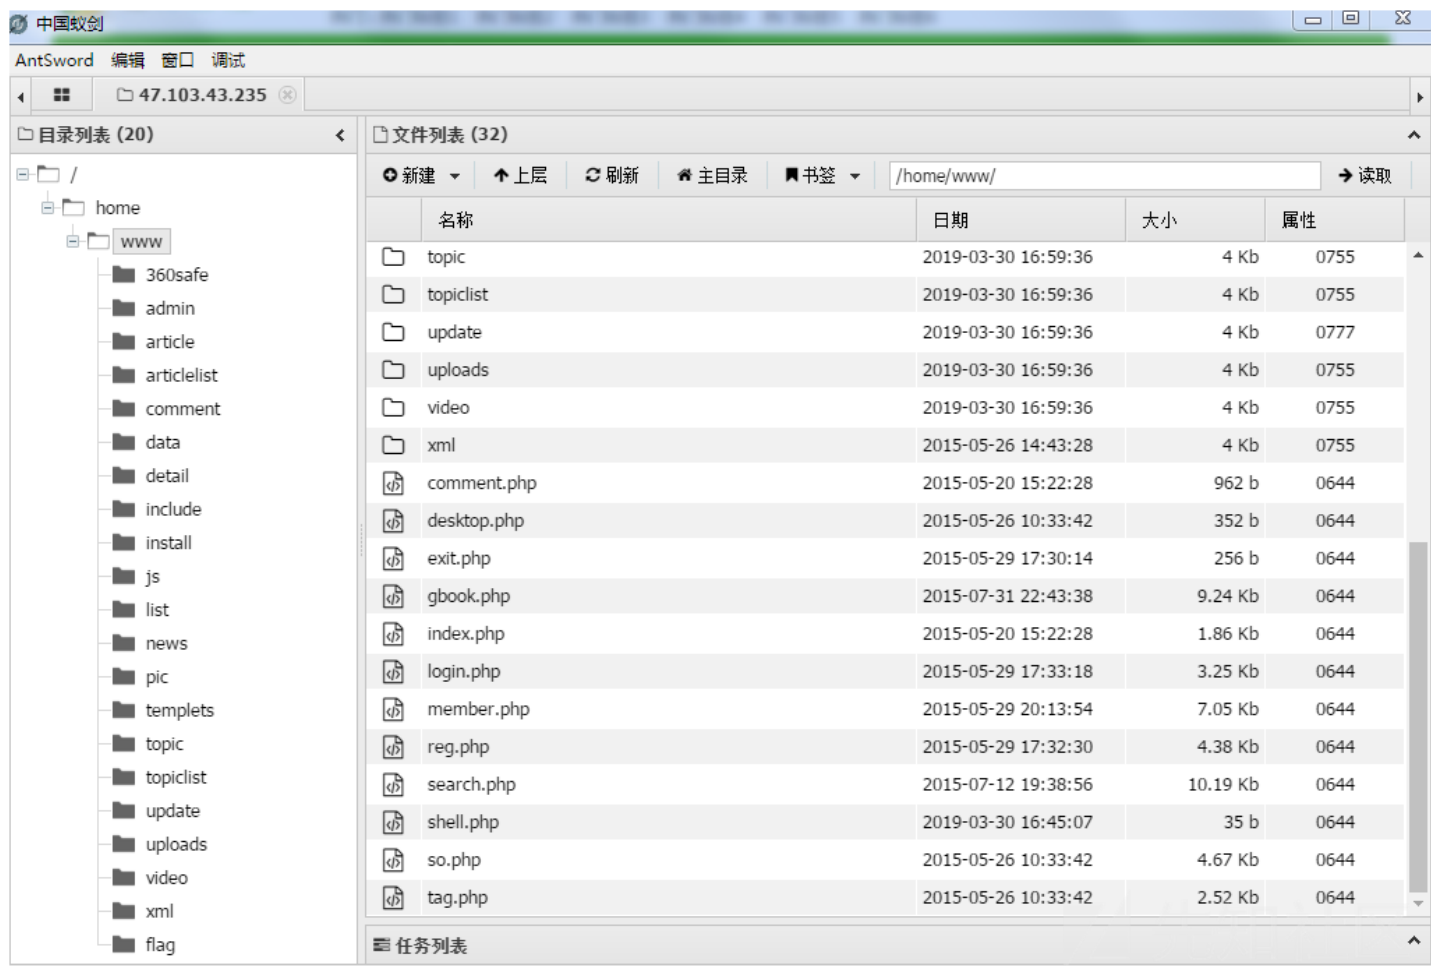 中国蚁剑
AntSword 编辑 窗口 调试
47.103.43.235
目录列表 (20)
/
home
www
360safe
admin
article
articlelist
comment
data
detail
include
install
js
list
news
pic
templets
topic
topiclist
update
uploads
video
xml
flag
文件列表 (32)
新建 上层 刷新 主目录 书签 /home/www/ 读取
名称 日期 大小 属性
topic 2019-03-30 16:59:36 4 Kb 0755
topiclist 2019-03-30 16:59:36 4 Kb 0755
update 2019-03-30 16:59:36 4 Kb 0777
uploads 2019-03-30 16:59:36 4 Kb 0755
video 2019-03-30 16:59:36 4 Kb 0755
xml 2015-05-26 14:43:28 4 Kb 0755
comment.php 2015-05-20 15:22:28 962 b 0644
desktop.php 2015-05-26 10:33:42 352 b 0644
exit.php 2015-05-29 17:30:14 256 b 0644
gbook.php 2015-07-31 22:43:38 9.24 Kb 0644
index.php 2015-05-20 15:22:28 1.86 Kb 0644
login.php 2015-05-29 17:33:18 3.25 Kb 0644
member.php 2015-05-29 20:13:54 7.05 Kb 0644
reg.php 2015-05-29 17:32:30 4.38 Kb 0644
search.php 2015-07-12 19:38:56 10.19 Kb 0644
shell.php 2019-03-30 16:45:07 35 b 0644
so.php 2015-05-26 10:33:42 4.67 Kb 0644
tag.php 2015-05-26 10:33:42 2.52 Kb 0644
任务列表